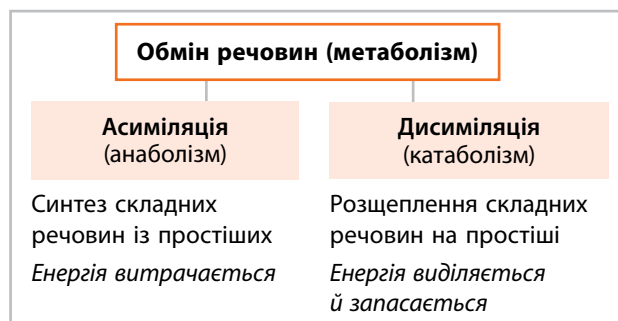 Обмін речовин (метаболізм)
Асиміляція
(анаболізм)
Синтез складних
речовин із простіших
Енергія витрачається
Дисиміляція
(катаболізм)
Розщеплення складних
речовин на простіші
Енергія виділяється
й запасається